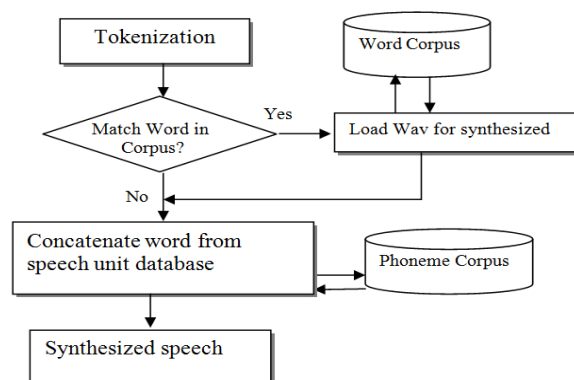 Tokenization
Word Corpus
Match Word in
Corpus?
Yes
Load Wav for synthesized
No
Concatenate word from
speech unit database
Phoneme Corpus
Synthesized speech